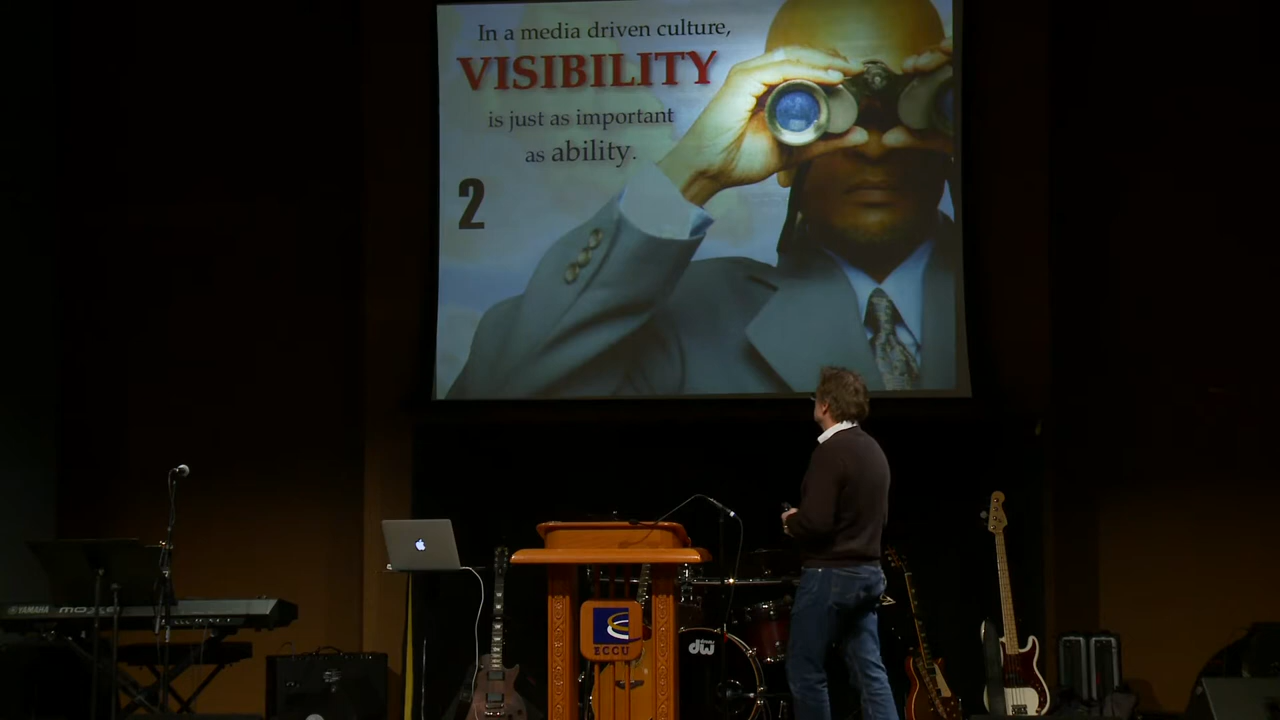 In a media driven culture,
VISIBILITY
is just as important
as ability.
2
YAMAHA
dw
ECCU